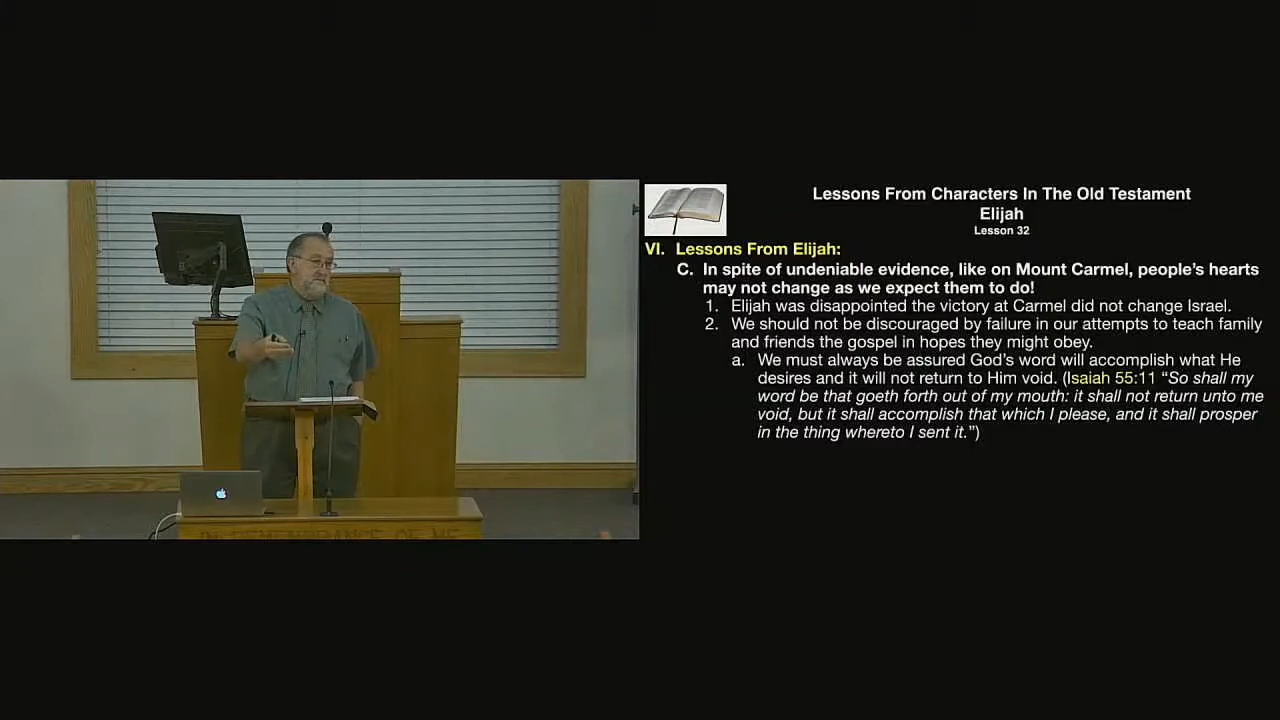 Lessons From Characters In The Old Testament
Elijah
Lesson 32
VI. Lessons From Elijah:
C. In spite of undeniable evidence, like on Mount Carmel, people's hearts
may not change as we expect them to do!
1. Elijah was disappointed the victory at Carmel did not change Israel.
2. We should not be discouraged by failure in our attempts to teach family
and friends the gospel in hopes they might obey.
a. We must always be assured God's word will accomplish what He
desires and it will not return to Him void. (Isaiah 55:11 “So shall my
word be that goeth forth out of my mouth: it shall not return unto me
void, but it shall accomplish that which I please, and it shall prosper
in the thing whereto I sent it.”)
IN REMEMBRANCE OF ME